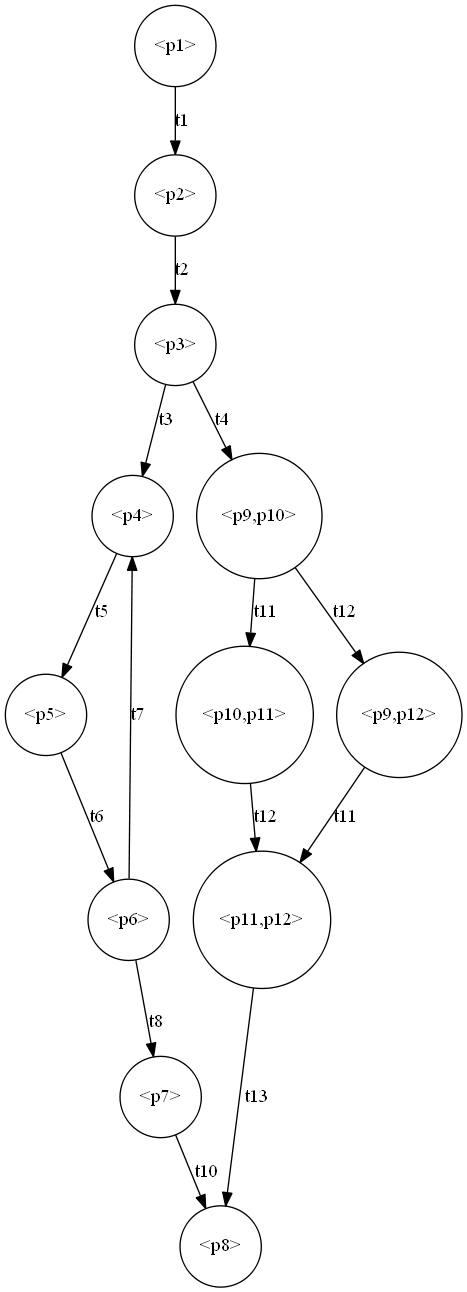 <p1>
t1
<p2>
t2
<p3>
t3
t4
<p4>
<p9,p10>
t5
t11
t12
<p5>
t7
<p10,p11>
<p9,p12>
t6
t12
t11
<p6>
<p11,p12>
t8
<p7>
t13
t10
<p8>